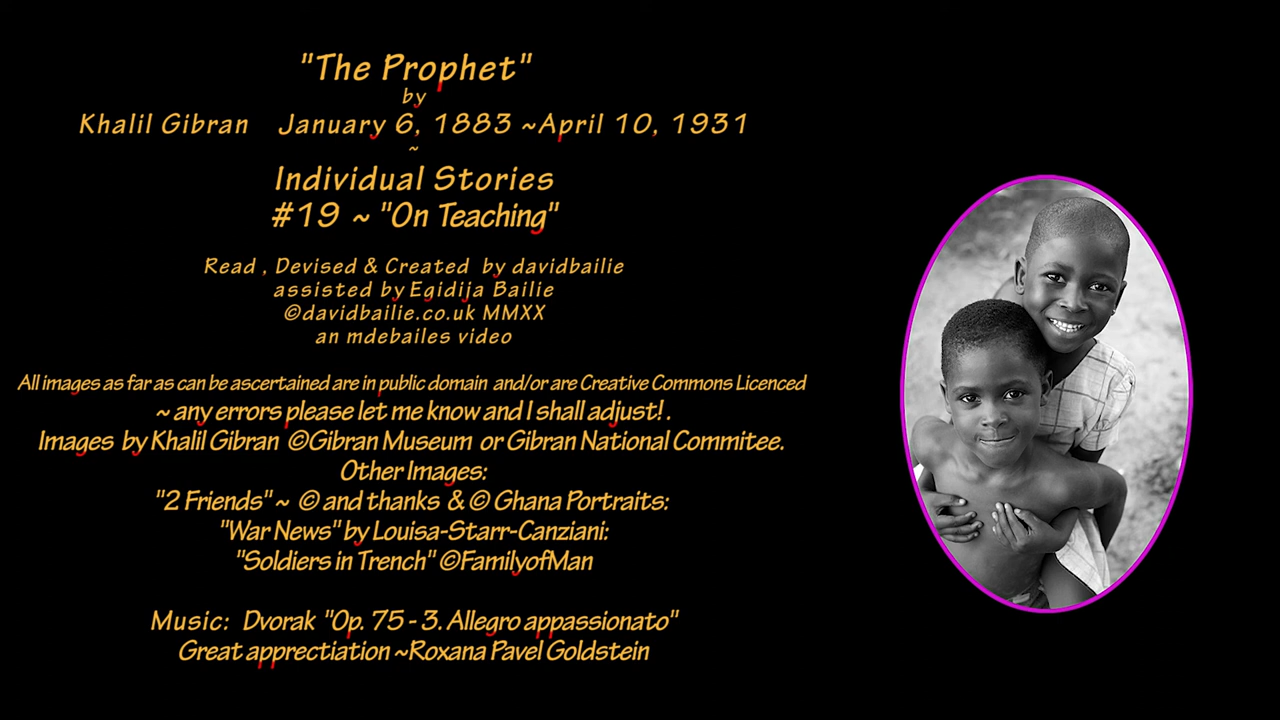 "The Prophet"
by
Khalil Gibran January 6, 1883 ~April 10, 1931
~
Individual Stories
#19 ~ "On Teaching"
Read , Devised & Created by davidbailie
assisted by Egidija Bailie
©davidbailie.co.uk MMXX
an mdebailes video
All images as far as can be ascertained are in public domain and/or are Creative Commons Licenced
~ any errors please let me know and I shall adjust! .
Images by Khalil Gibran ©Gibran Museum or Gibran National Commitee.
Other Images:
"2 Friends" ~ © and thanks & © Ghana Portraits:
"War News" by Louisa-Starr-Canziani:
"Soldiers in Trench" ©FamilyofMan
Music: Dvorak "Op. 75 - 3. Allegro appassionato"
Great apprectiation ~Roxana Pavel Goldstein